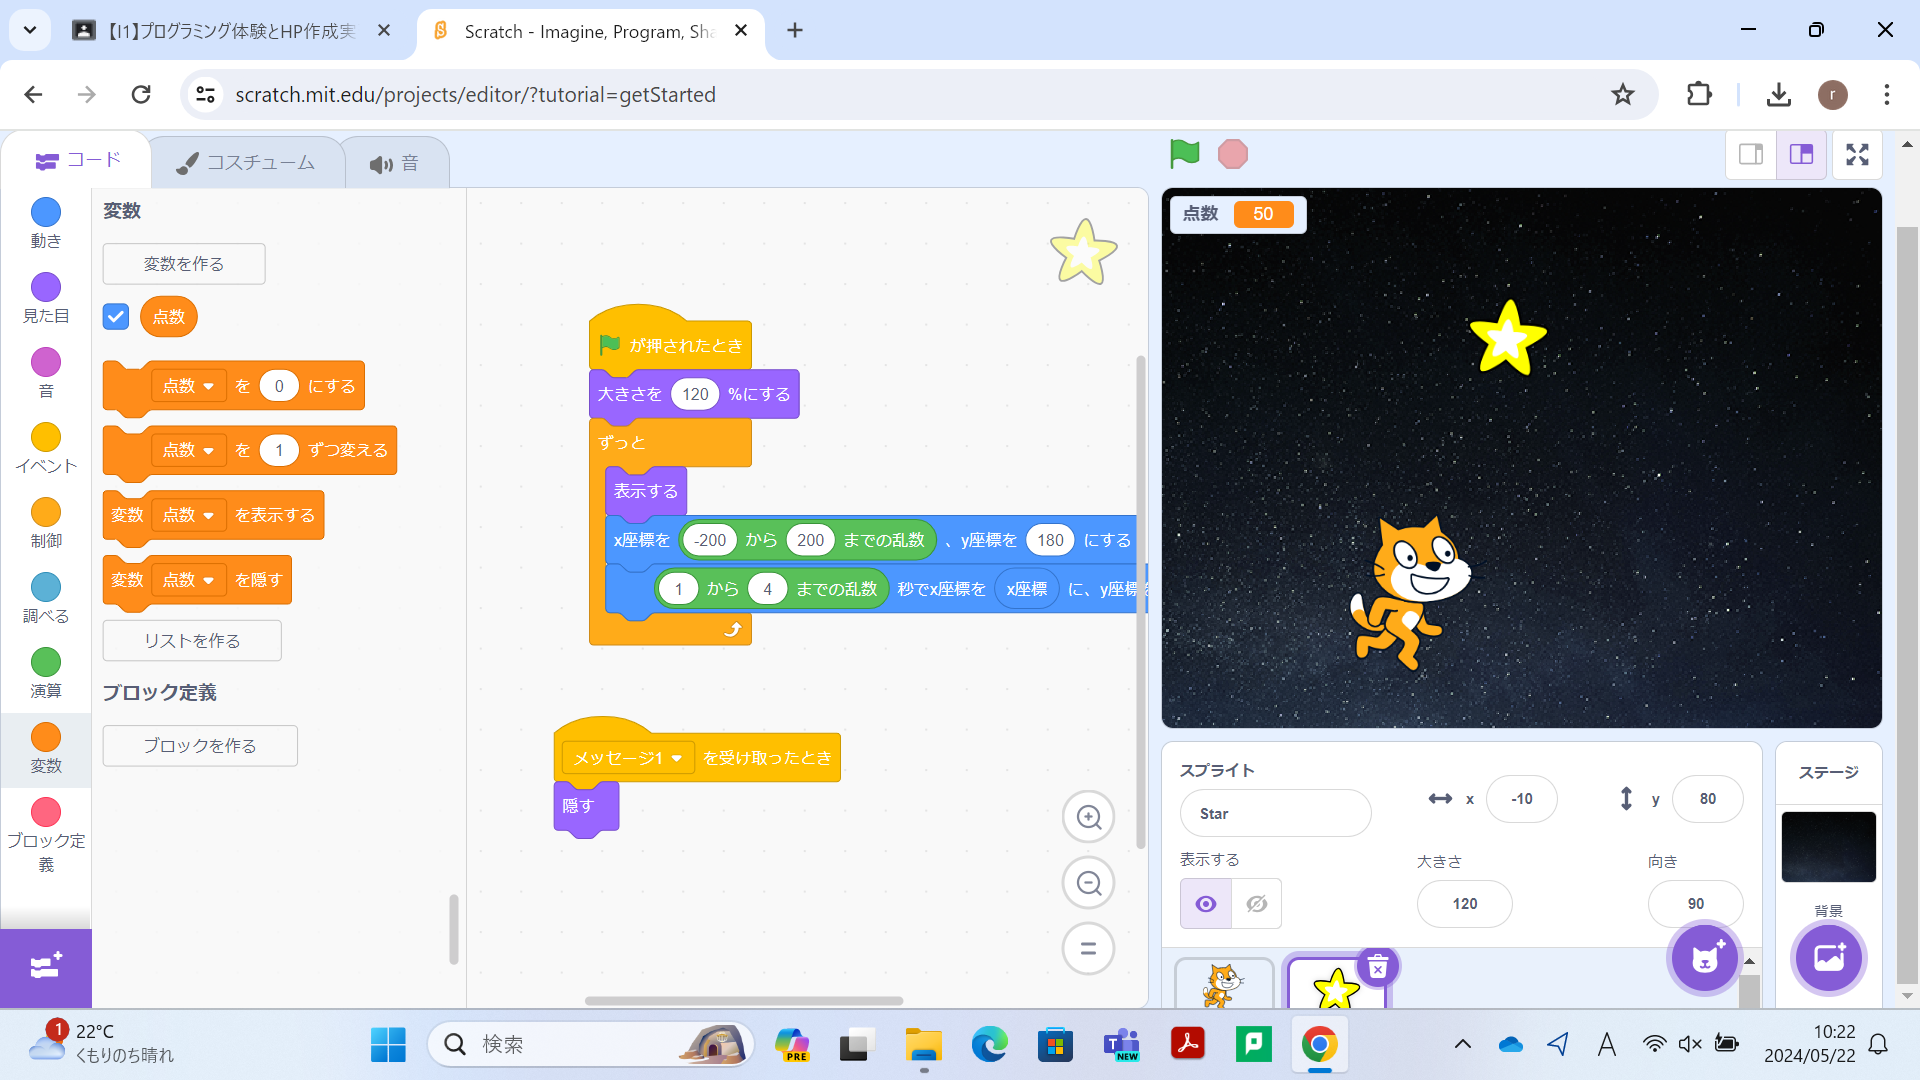 【I1】プログラミング体験とHP作成実
Scratch - Imagine, Program, Sha
scratch.mit.edu/projects/editor/?tutorial=getStarted
r
コード
コスチューム
音
動き
見た目
音
イベント
制御
調べる
演算
変数
ブロック定
義
変数
変数を作る
点数
点数 を 0 にする
点数 を 1 ずつ変える
変数 点数 を表示する
変数 点数 を隠す
リストを作る
ブロック定義
ブロックを作る
が押されたとき
大きさを 120 %にする
ずっと
表示する
x座標を -200 から 200 までの乱数 、y座標を 180 にする
1 から 4 までの乱数 秒でx座標を x座標 に、y座標を
メッセージ1 を受け取ったとき
隠す
点数 50
スプライト
Star
x -10
y 80
表示する
大きさ
120
向き
90
ステージ
背景
1
22°C
くもりのち晴れ
検索
PRE
NEW
A
10:22
2024/05/22